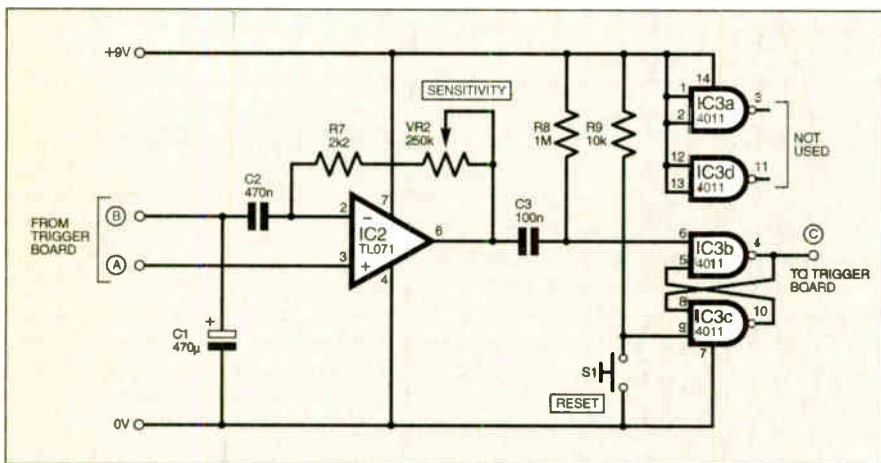 +9V
SENSITIVITY
R7
2k2
VR2
250k
R8
1M
R9
10k
14
1
2
IC3a
4011
3
NOT
USED
12
13
IC3d
4011
11
FROM
TRIGGER
BOARD
B
A
C2
470n
2
3
7
IC2
TL071
6
4
C3
100n
6
5
IC3b
4011
4
C
TO TRIGGER
BOARD
8
9
IC3c
4011
10
7
C1
+
470µ
S1
RESET
0V